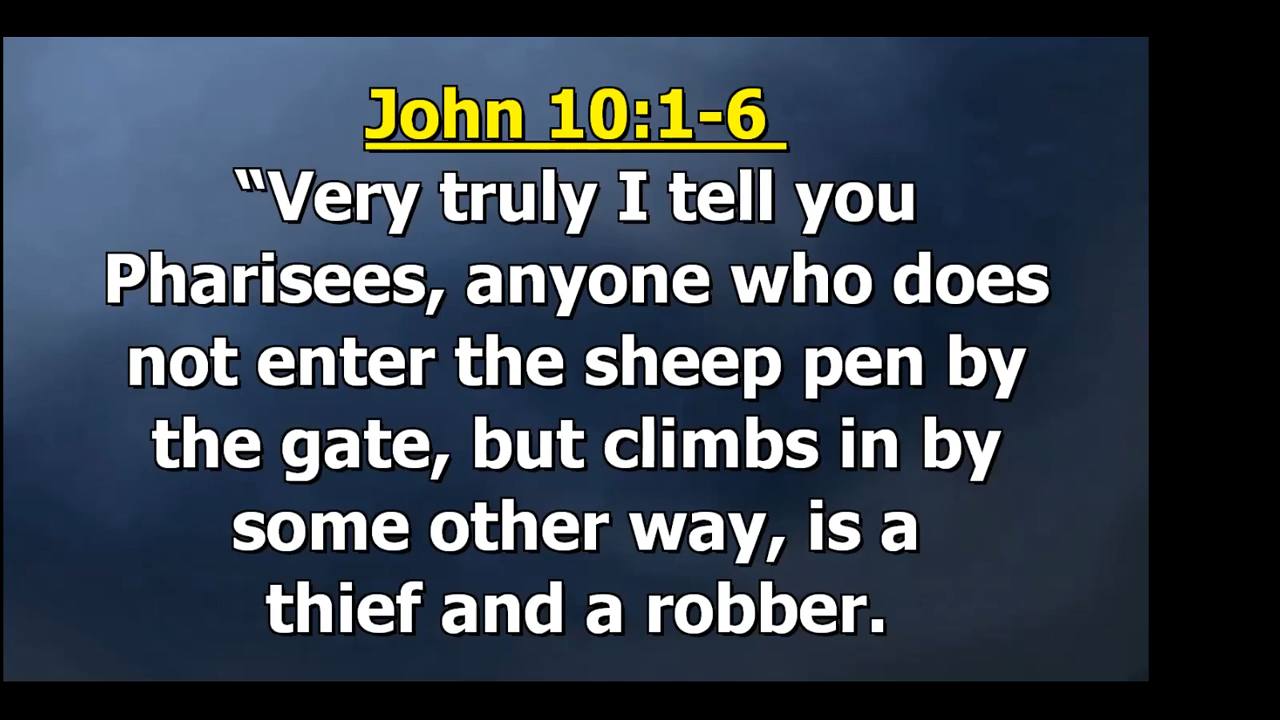 John 10:1-6
“Very truly I tell you
Pharisees, anyone who does
not enter the sheep pen by
the gate, but climbs in by
some other way, is a
thief and a robber.